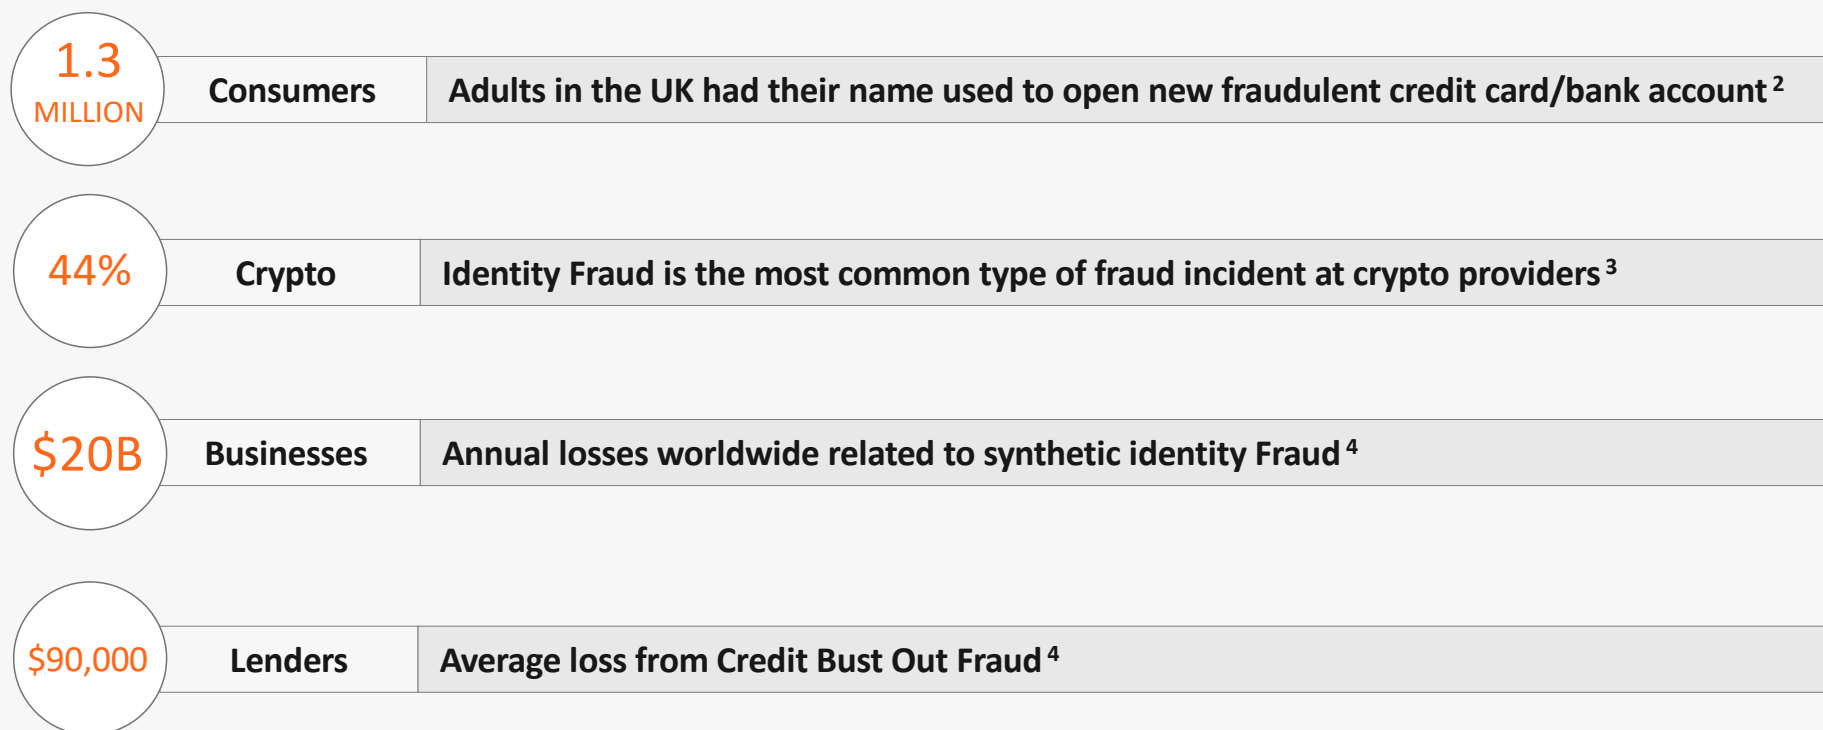 1.3
MILLION
Consumers
Adults in the UK had their name used to open new fraudulent credit card/bank account ²
44%
Crypto
Identity Fraud is the most common type of fraud incident at crypto providers ³
$20B
Businesses
Annual losses worldwide related to synthetic identity Fraud ⁴
$90,000
Lenders
Average loss from Credit Bust Out Fraud ⁴